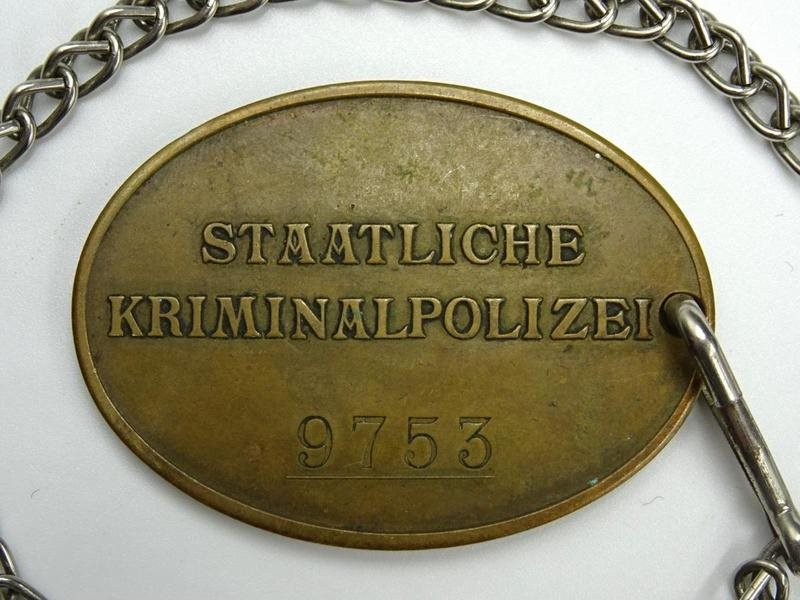 STAATLICHE
KRIMINALPOLIZEI
9753